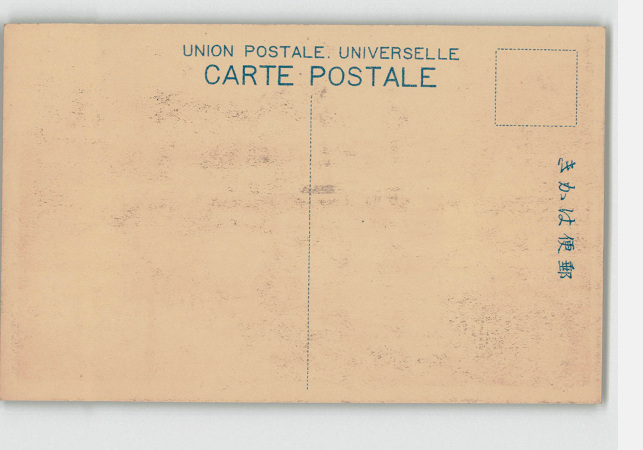 UNION POSTALE. UNIVERSELLE
CARTE POSTALE
きかは便郵